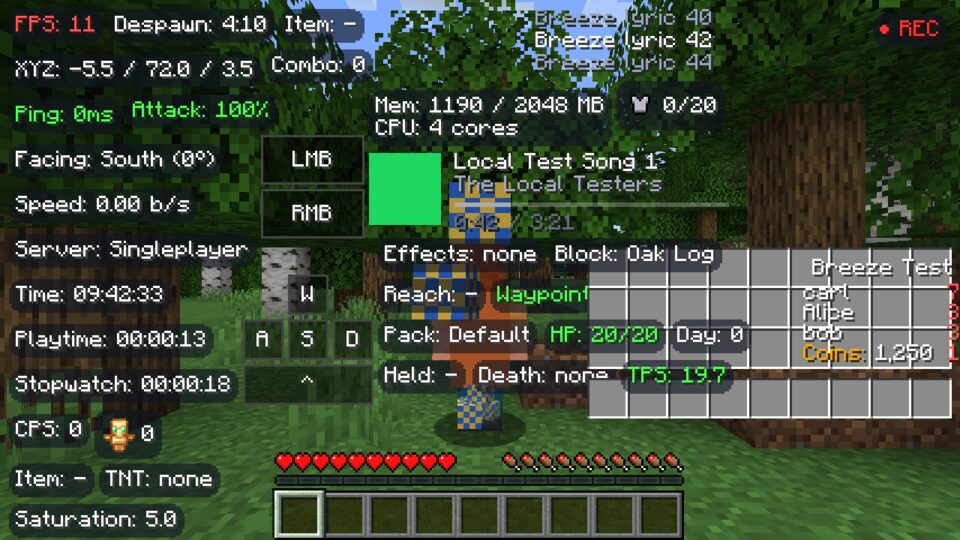 FPS: 11 Despawn: 4:10 Item: -
Breeze lyric 40
Breeze lyric 42
Breeze lyric 44
REC
XYZ: -5.5 / 72.0 / 3.5 Combo: 0
Ping: 0ms Attack: 100%
Mem: 1190 / 2048 MB
0/20
CPU: 4 cores
Facing: South (0°)
LMB
Local Test Song 1
The Local Testers
Speed: 0.00 b/s
RMB
0:42 / 3:21
Server: Singleplayer
Effects: none Block: Oak Log
Breeze Test
Time: 09:42:33
W
Reach: - Waypoint
carl 7
Alice 3
Playtime: 00:00:13
A S D
Pack: Default HP: 20/20 Day: 0
bob
Coins: 1,250 1
Stopwatch: 00:00:18
^
Held: - Death: none TPS: 19.7
CPS: 0
0
Item: - TNT: none
Saturation: 5.0